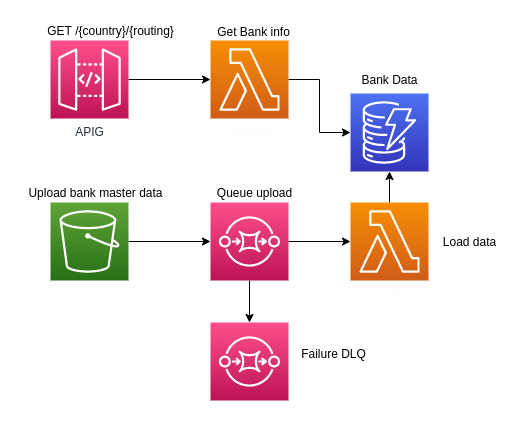 GET /{country}/{routing}
Get Bank info
Bank Data
APIG
Upload bank master data
Queue upload
Load data
Failure DLQ